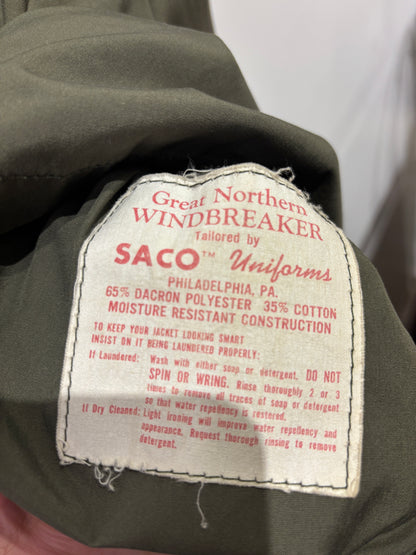 Great Northern
WINDBREAKER
Tailored by
SACO™ Uniforms
PHILADELPHIA, PA.
65% DACRON POLYESTER 35% COTTON
MOISTURE RESISTANT CONSTRUCTION
TO KEEP YOUR JACKET LOOKING SMART
INSIST ON IT BEING LAUNDERED PROPERLY:
If Laundered: Wash with either soap or detergent. DO NOT
SPIN OR WRING. Rinse thoroughly 2 or 3
times to remove all traces of soap or detergent
so that water repellency is restored.
If Dry Cleaned: Light ironing will improve water repellency and
appearance. Request thorough rinsing to remove
detergent.